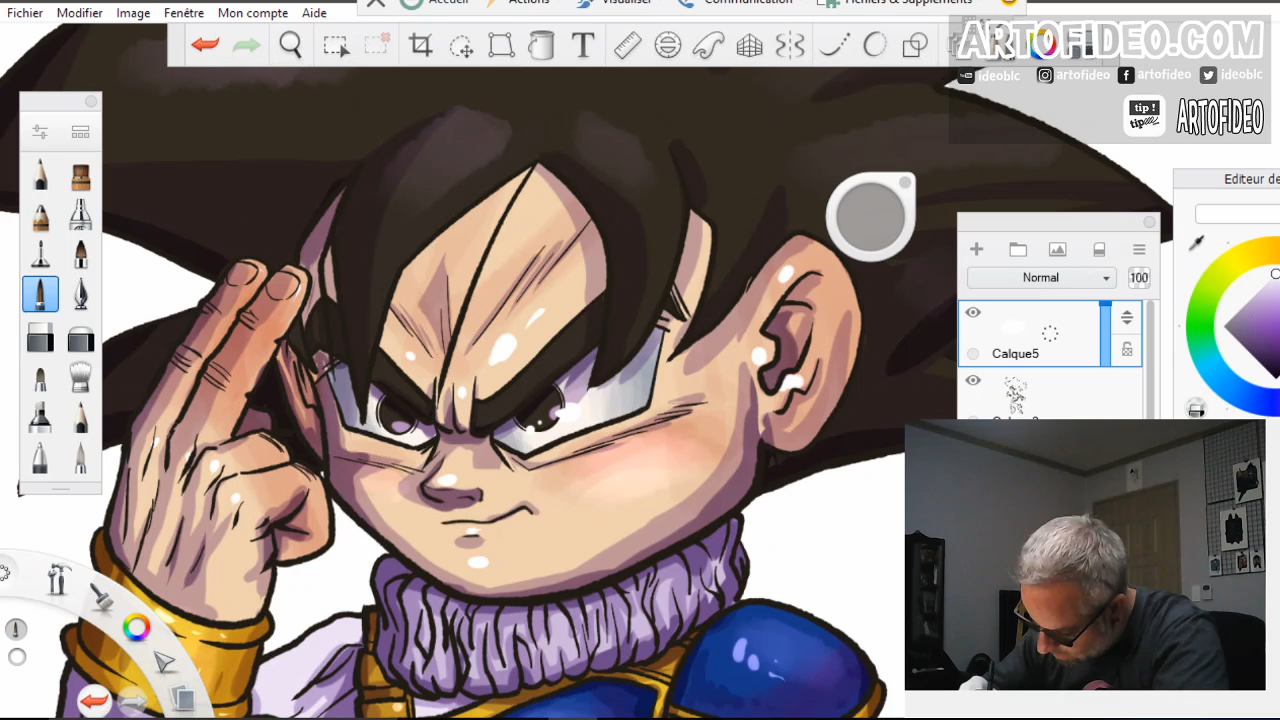 Accueil Actions Visualiser Communication Fichiers & Suppléments
Fichier Modifier Image Fenêtre Mon compte Aide
ARTOFIDEO.COM
ideoblc artofideo artofideo ideoblc
tip !
tip
ARTOFIDEO
Editeur de
Normal 100
Calque5